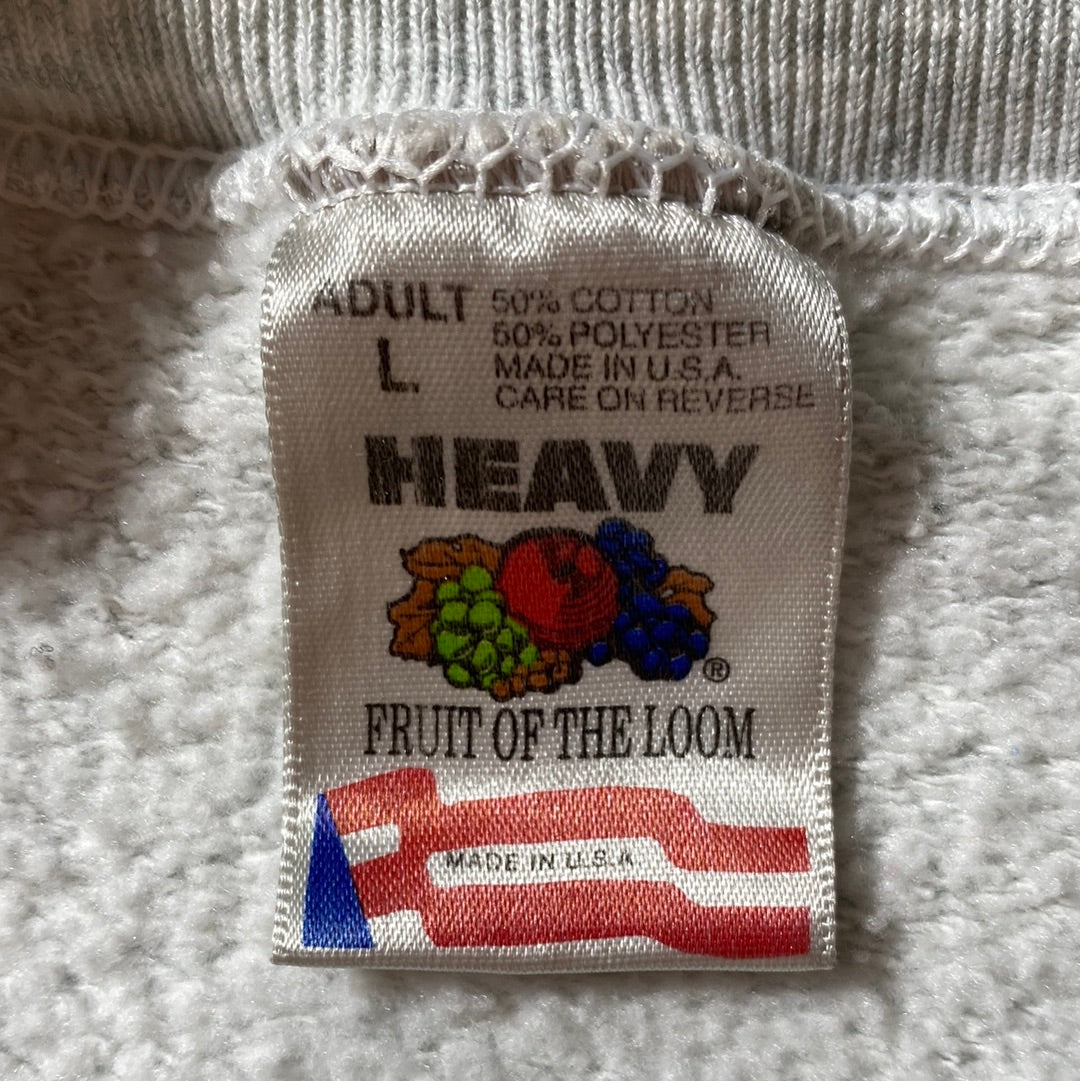 ADULT
L
50% COTTON
50% POLYESTER
MADE IN U.S.A.
CARE ON REVERSE
HEAVY
®
FRUIT OF THE LOOM
MADE IN U.S.A